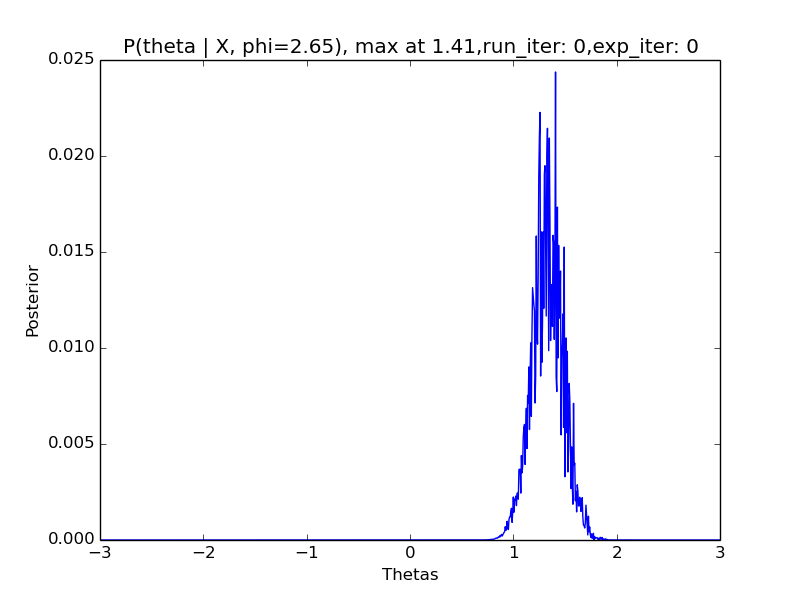 P(theta | X, phi=2.65), max at 1.41,run_iter: 0,exp_iter: 0
0.025
0.020
0.015
0.010
0.005
0.000
Posterior
−3 −2 −1 0 1 2 3
Thetas